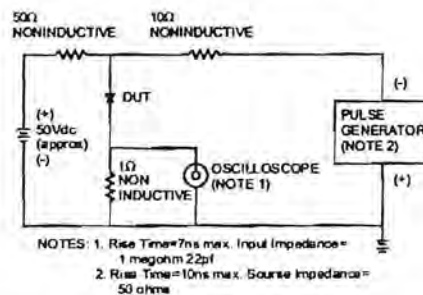 50Ω
NONINDUCTIVE
10Ω
NONINDUCTIVE
(+)
50Vdc
(approx)
(-)
DUT
1Ω
NON
INDUCTIVE
OSCILLOSCOPE
(NOTE 1)
(-)
PULSE
GENERATOR
(NOTE 2)
(+)
NOTES: 1. Rise Time=7ns max. Input Impedance=
1 megohm 22pf
2. Rise Time=10ns max. Sourse Impedance=
50 ohms